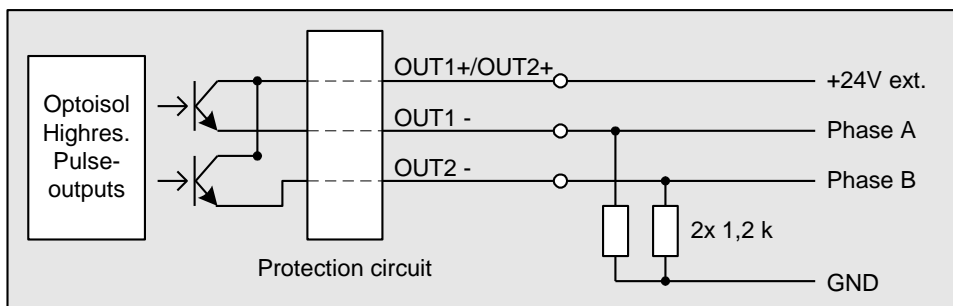 Optoisol
Highres.
Pulse-
outputs
OUT1+/OUT2+
OUT1 -
OUT2 -
Protection circuit
+24V ext.
Phase A
Phase B
2x 1,2 k
GND